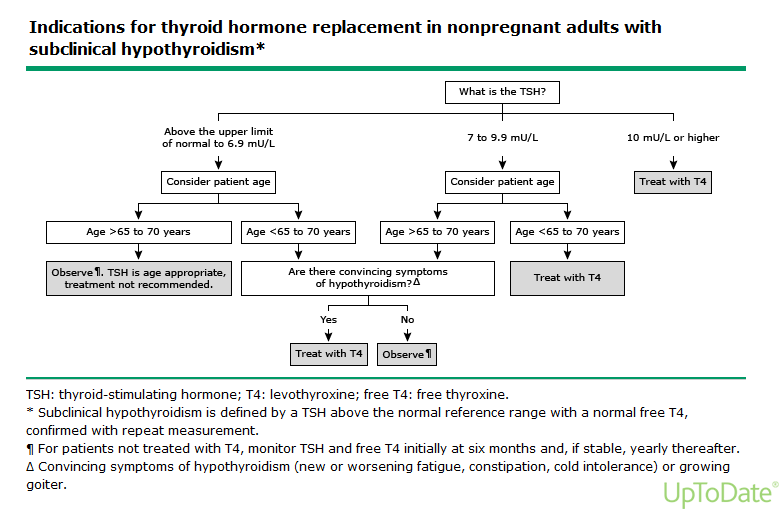 Indications for thyroid hormone replacement in nonpregnant adults with
subclinical hypothyroidism*
What is the TSH?
Above the upper limit
of normal to 6.9 mU/L
7 to 9.9 mU/L
10 mU/L or higher
Consider patient age
Consider patient age
Treat with T4
Age >65 to 70 years
Age <65 to 70 years
Age >65 to 70 years
Age <65 to 70 years
Observe¶. TSH is age appropriate,
treatment not recommended.
Are there convincing symptoms
of hypothyroidism?Δ
Treat with T4
Yes
No
Treat with T4
Observe¶
TSH: thyroid-stimulating hormone; T4: levothyroxine; free T4: free thyroxine.
* Subclinical hypothyroidism is defined by a TSH above the normal reference range with a normal free T4,
confirmed with repeat measurement.
¶ For patients not treated with T4, monitor TSH and free T4 initially at six months and, if stable, yearly thereafter.
Δ Convincing symptoms of hypothyroidism (new or worsening fatigue, constipation, cold intolerance) or growing
goiter.
UpToDate®